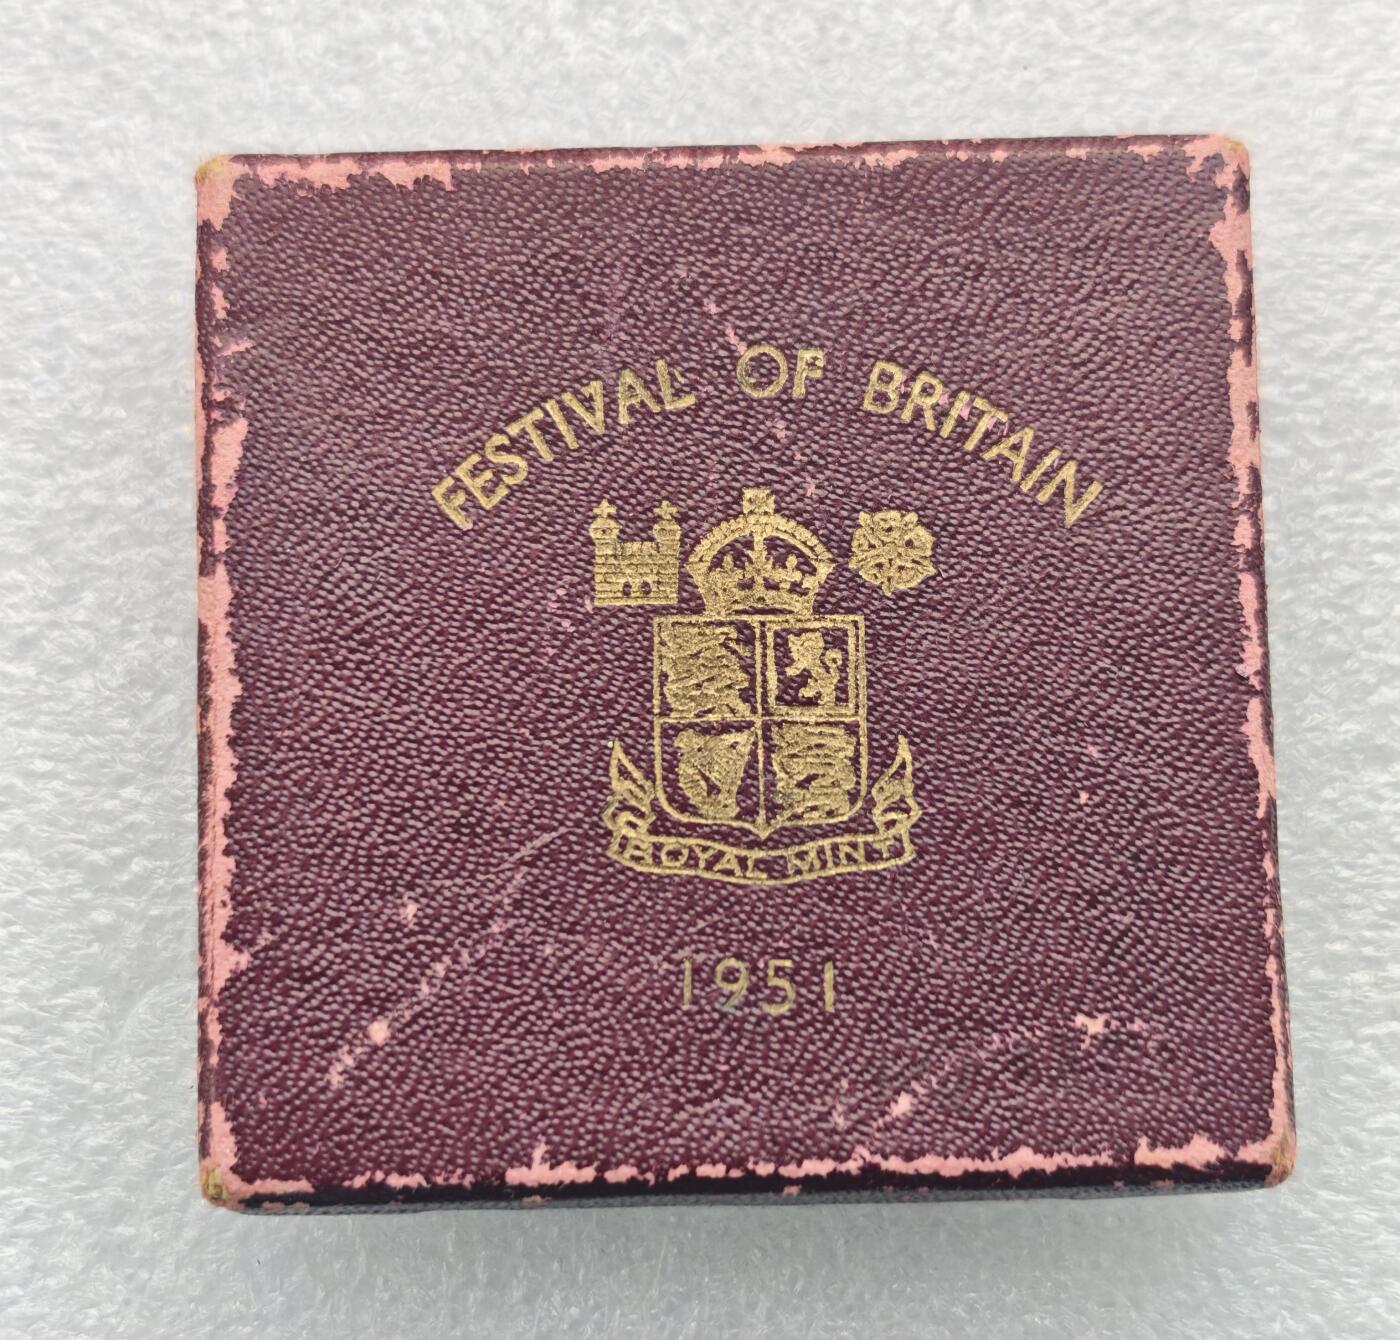 FESTIVAL OF BRITAIN
ROYAL MINT
1951